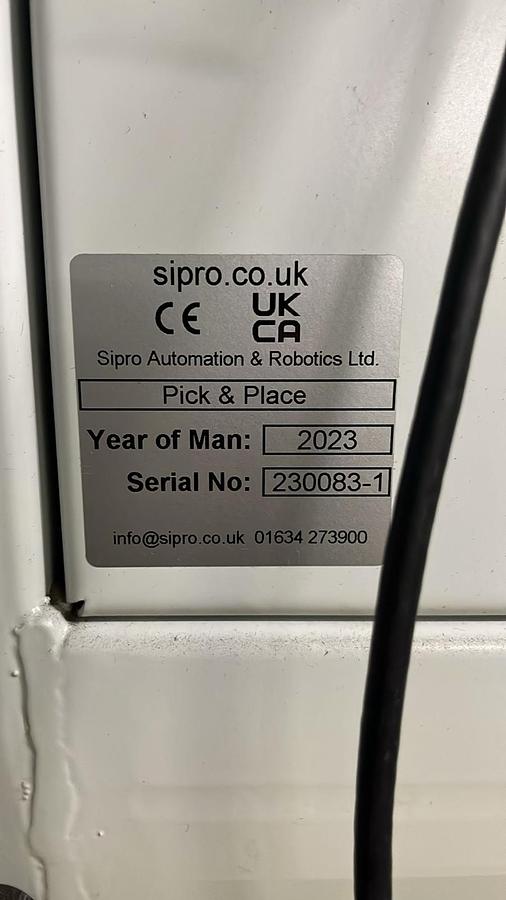 sipro.co.uk
CE UK
CA
Sipro Automation & Robotics Ltd.
Pick & Place
Year of Man: 2023
Serial No: 230083-1
info@sipro.co.uk 01634 273900